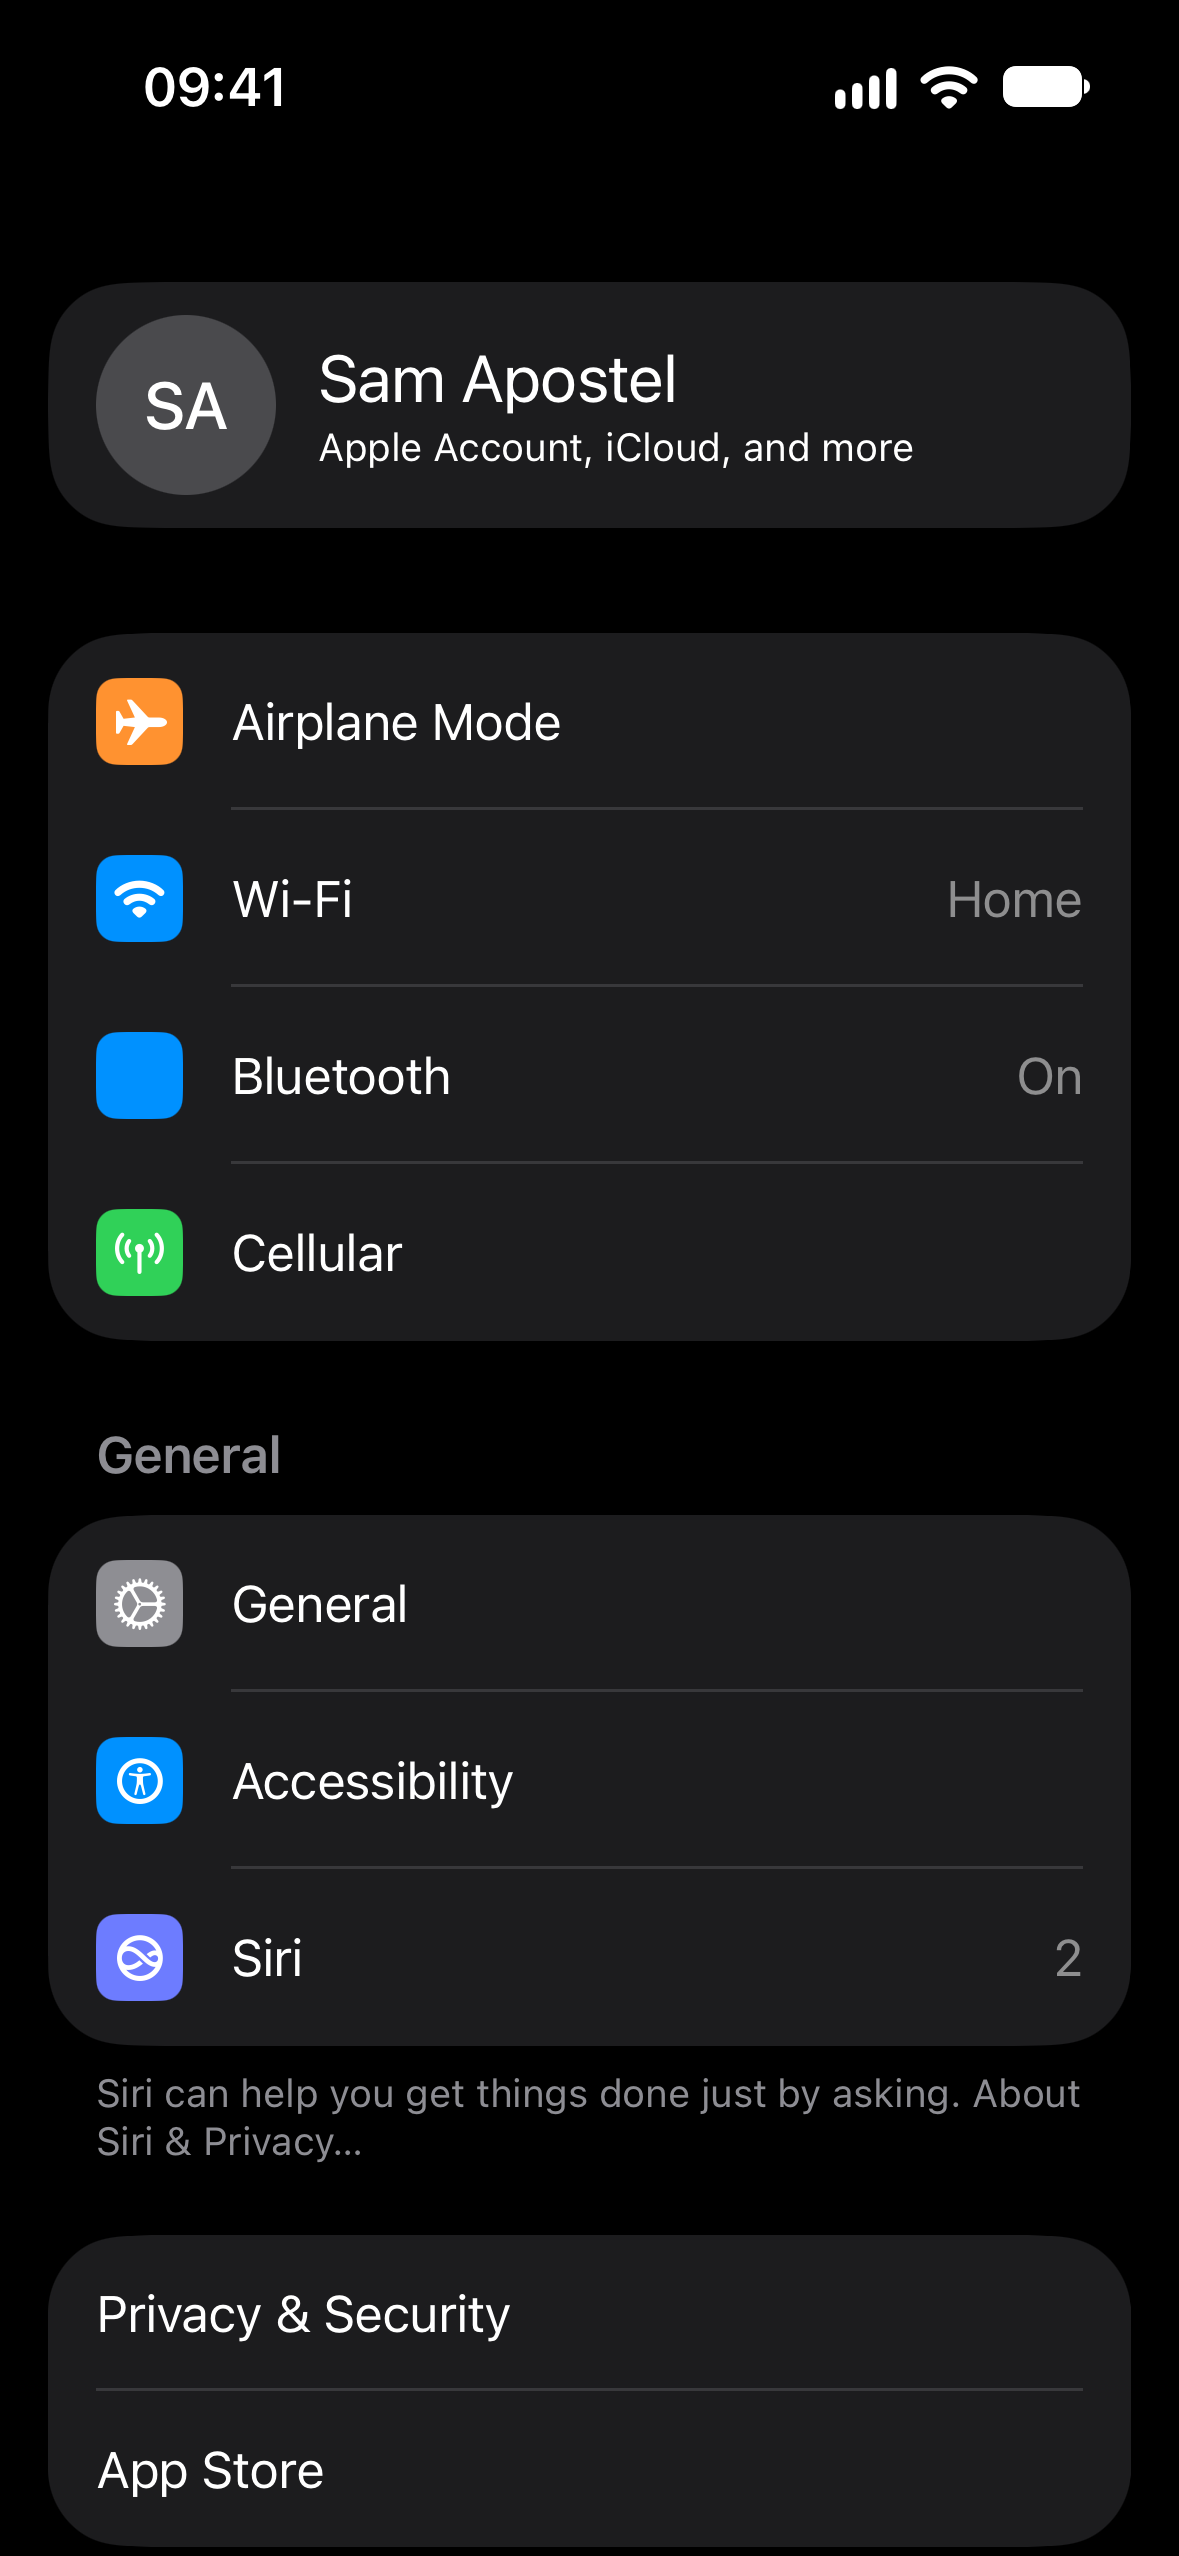 09:41
SA
Sam Apostel
Apple Account, iCloud, and more
Airplane Mode
Wi-Fi Home
Bluetooth On
Cellular
General
General
Accessibility
Siri 2
Siri can help you get things done just by asking. About
Siri & Privacy...
Privacy & Security
App Store